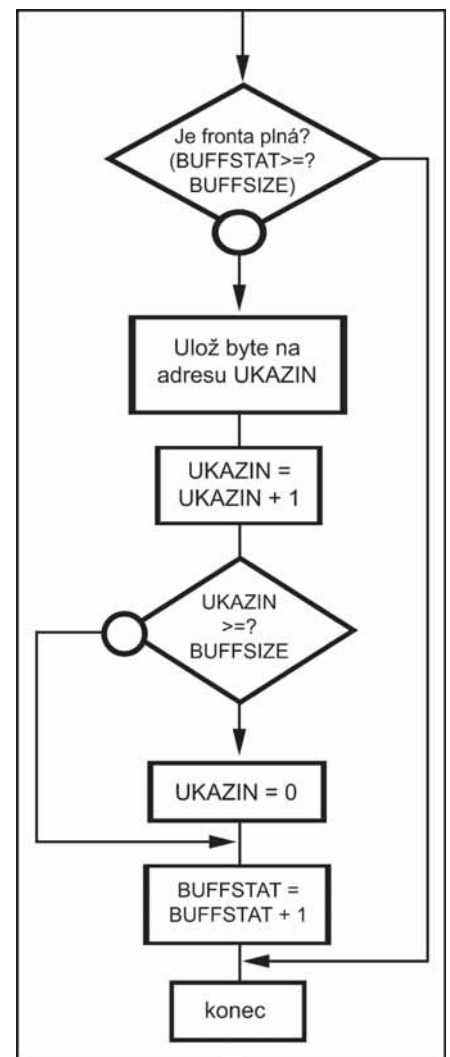 Je fronta plná?
(BUFFSTAT>=?
BUFFSIZE)
Ulož byte na
adresu UKAZIN
UKAZIN =
UKAZIN + 1
UKAZIN
>=?
BUFFSIZE
UKAZIN = 0
BUFFSTAT =
BUFFSTAT + 1
konec